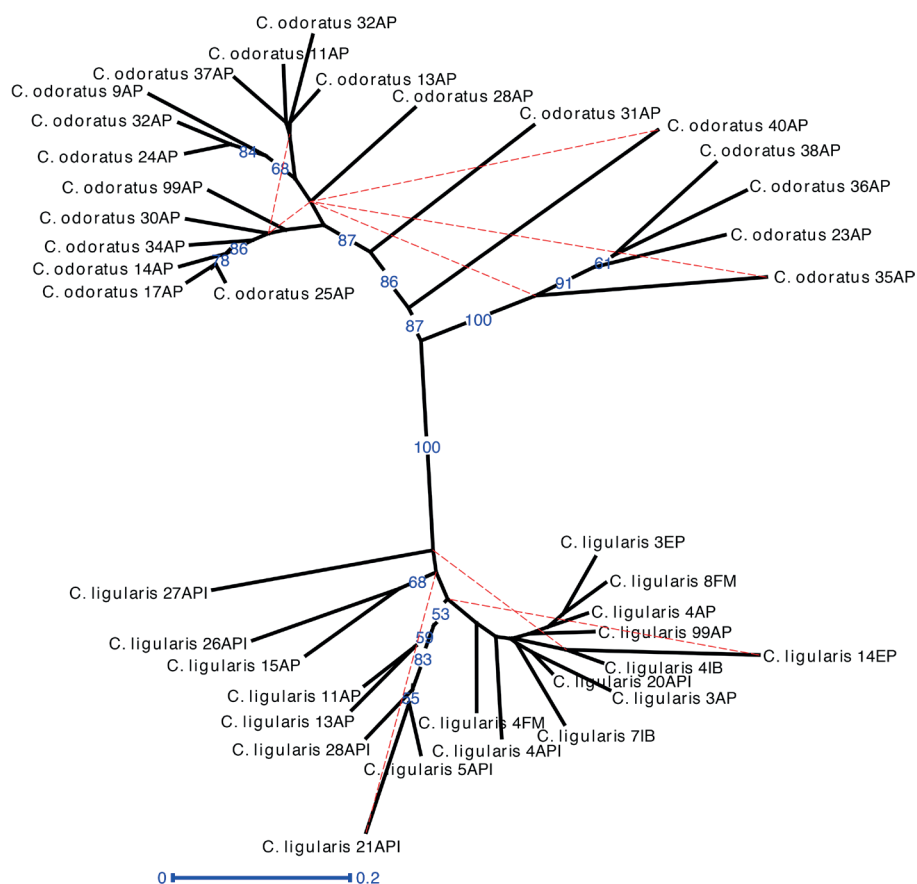 C. odoratus 32AP
C. odoratus 11AP
C. odoratus 37AP
C. odoratus 13AP
C. odoratus 9AP
C. odoratus 28AP
C. odoratus 32AP
C. odoratus 31AP
C. odoratus 40AP
C. odoratus 24AP
84
C. odoratus 38AP
68
C. odoratus 99AP
C. odoratus 36AP
C. odoratus 30AP
C. odoratus 23AP
87
C. odoratus 34AP
86
C. odoratus 14AP
78
61
C. odoratus 35AP
86
91
C. odoratus 17AP
C. odoratus 25AP
87
100
100
C. ligularis 3EP
C. ligularis 8FM
68
C. ligularis 27API
C. ligularis 4AP
53
C. ligularis 99AP
59
C. ligularis 26API
C. ligularis 14EP
83
C. ligularis 15AP
C. ligularis 4IB
C. ligularis 20API
C. ligularis 11AP
55
C. ligularis 3AP
C. ligularis 13AP
C. ligularis 4FM
C. ligularis 7IB
C. ligularis 28API
C. ligularis 4API
C. ligularis 5API
C. ligularis 21API
0 0.2